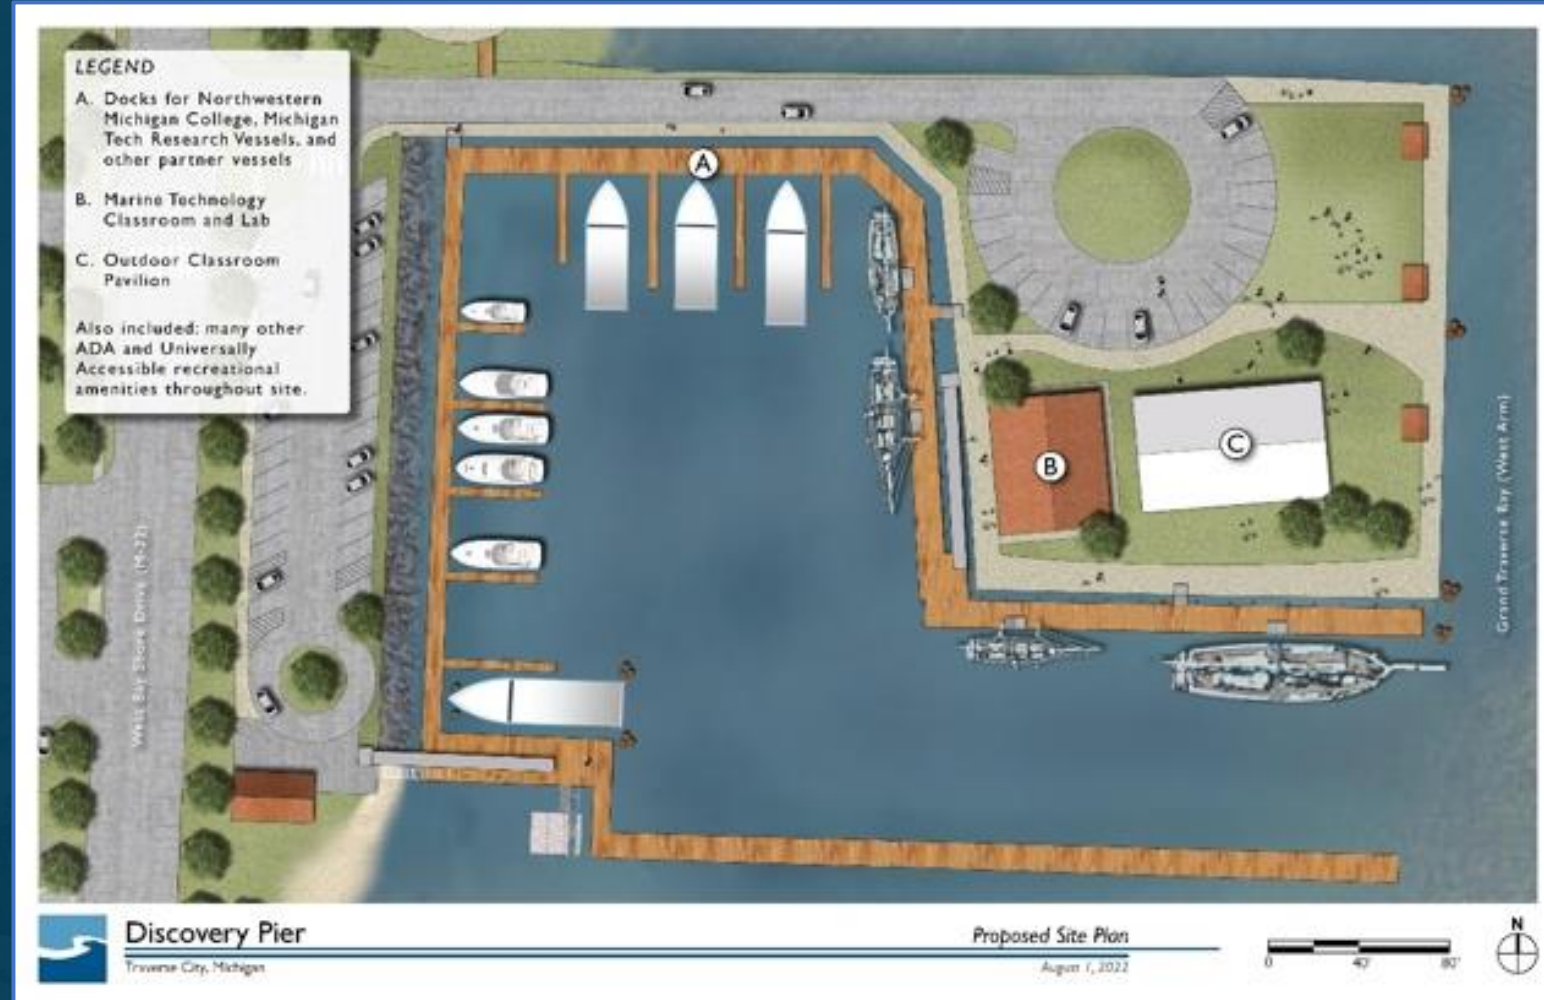 LEGEND
A. Docks for Northwestern
Michigan College, Michigan
Tech Research Vessels, and
other partner vessels
B. Marine Technology
Classroom and Lab
C. Outdoor Classroom
Pavilion
Also included: many other
ADA and Universally
Accessible recreational
amenities throughout site.
A
B
C
West Bay Shore Drive (M-22)
Grand Traverse Bay (West Arm)
Discovery Pier
Traverse City, Michigan
Proposed Site Plan
August 1, 2022
0 40' 80'
N